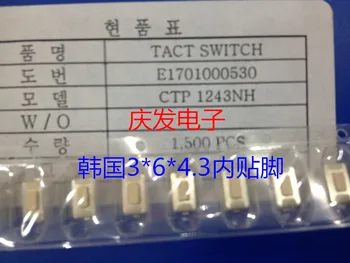 현 품 표
품 명 TACT SWITCH
도 번 E1701000530
모 델 CTP 1243NH
W / O
수 량 1,500 PCS
庆发电子
韩国3*6*4.3内贴脚